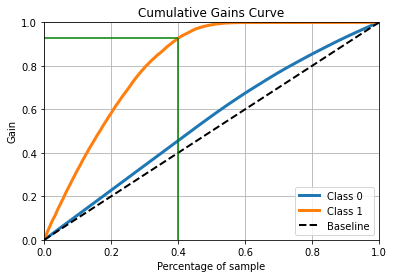 Cumulative Gains Curve
1.0
0.8
0.6
0.4
0.2
0.0
Gain
Class 0
Class 1
Baseline
0.0 0.2 0.4 0.6 0.8 1.0
Percentage of sample